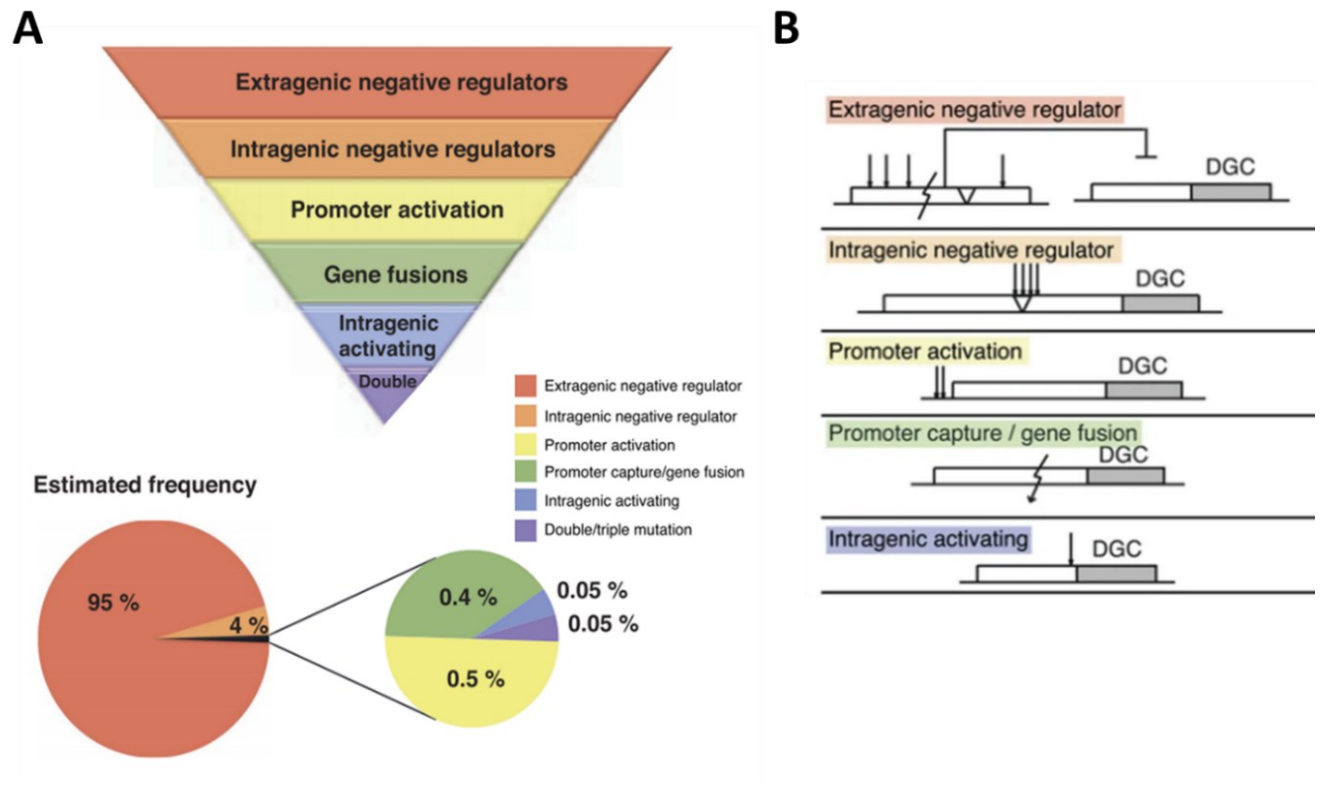 A
Extragenic negative regulators
Intragenic negative regulators
Promoter activation
Gene fusions
Intragenic
activating
Double
Extragenic negative regulator
Intragenic negative regulator
Promoter activation
Promoter capture/gene fusion
Intragenic activating
Double/triple mutation
Estimated frequency
95 %
4 %
0.4 %
0.05 %
0.05 %
0.5 %
B
Extragenic negative regulator
DGC
Intragenic negative regulator
DGC
Promoter activation
DGC
Promoter capture / gene fusion
DGC
Intragenic activating
DGC